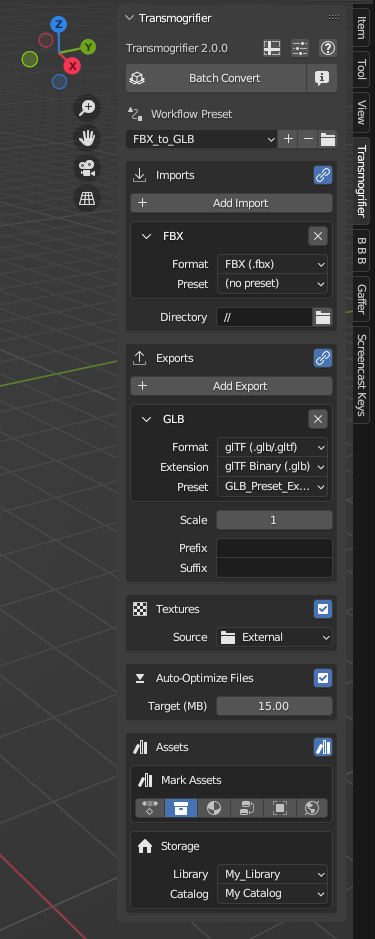 Transmogrifier
Transmogrifier 2.0.0
Batch Convert
Workflow Preset
FBX_to_GLB
Imports
Add Import
FBX
Format FBX (.fbx)
Preset (no preset)
Directory //
Exports
Add Export
GLB
Format glTF (.glb/.gltf)
Extension glTF Binary (.glb)
Preset GLB_Preset_Ex...
Scale 1
Prefix
Suffix
Textures
Source External
Auto-Optimize Files
Target (MB) 15.00
Assets
Mark Assets
Storage
Library My_Library
Catalog My Catalog
Z
Y
X
Item
Tool
View
Transmogrifier
B B B
Gaffer
Screencast Keys